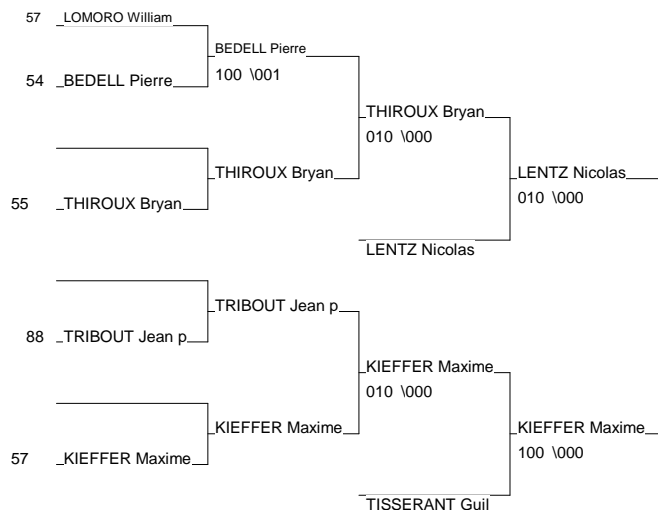 57 LOMORO William
BEDELL Pierre
100 \001
54 BEDELL Pierre
THIROUX Bryan
010 \000
THIROUX Bryan
LENTZ Nicolas
010 \000
55 THIROUX Bryan
LENTZ Nicolas
TRIBOUT Jean p
88 TRIBOUT Jean p
KIEFFER Maxime
010 \000
KIEFFER Maxime
KIEFFER Maxime
100 \000
57 KIEFFER Maxime
TISSERANT Guil